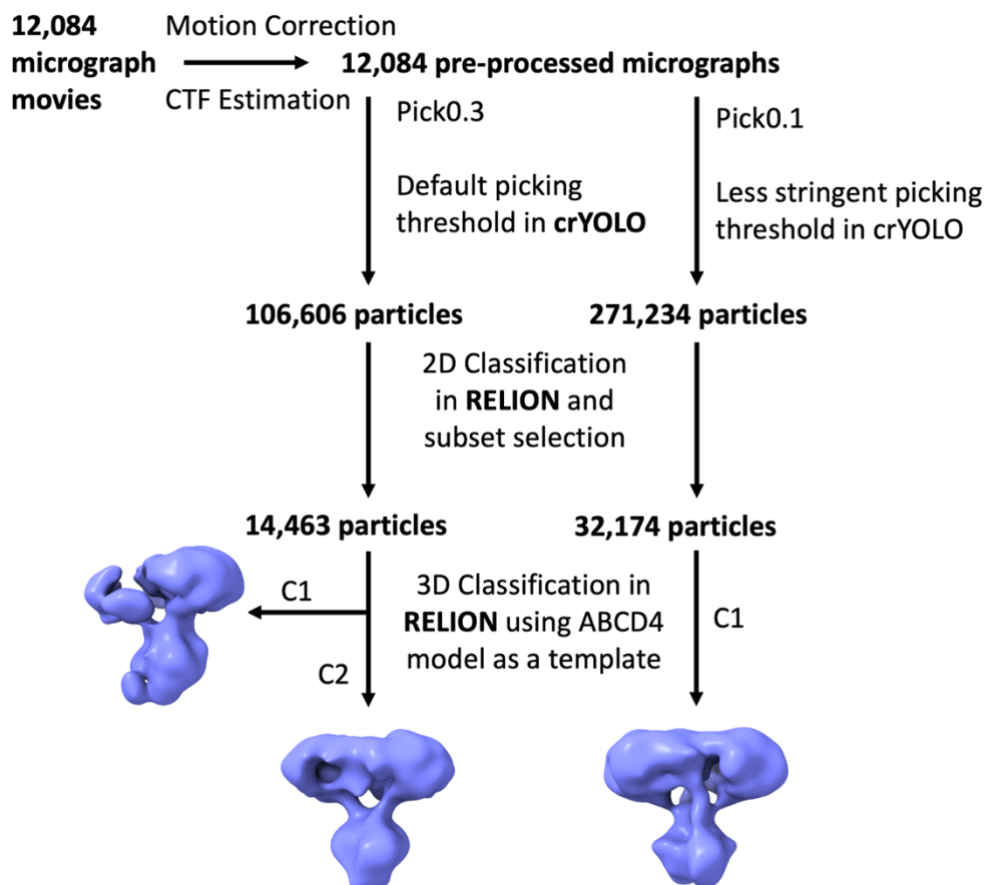 12,084
micrograph
movies
Motion Correction
CTF Estimation
12,084 pre-processed micrographs
Pick0.3
Default picking
threshold in crYOLO
Pick0.1
Less stringent picking
threshold in crYOLO
106,606 particles
271,234 particles
2D Classification
in RELION and
subset selection
14,463 particles
32,174 particles
C1
3D Classification in
RELION using ABCD4
model as a template
C2
C1